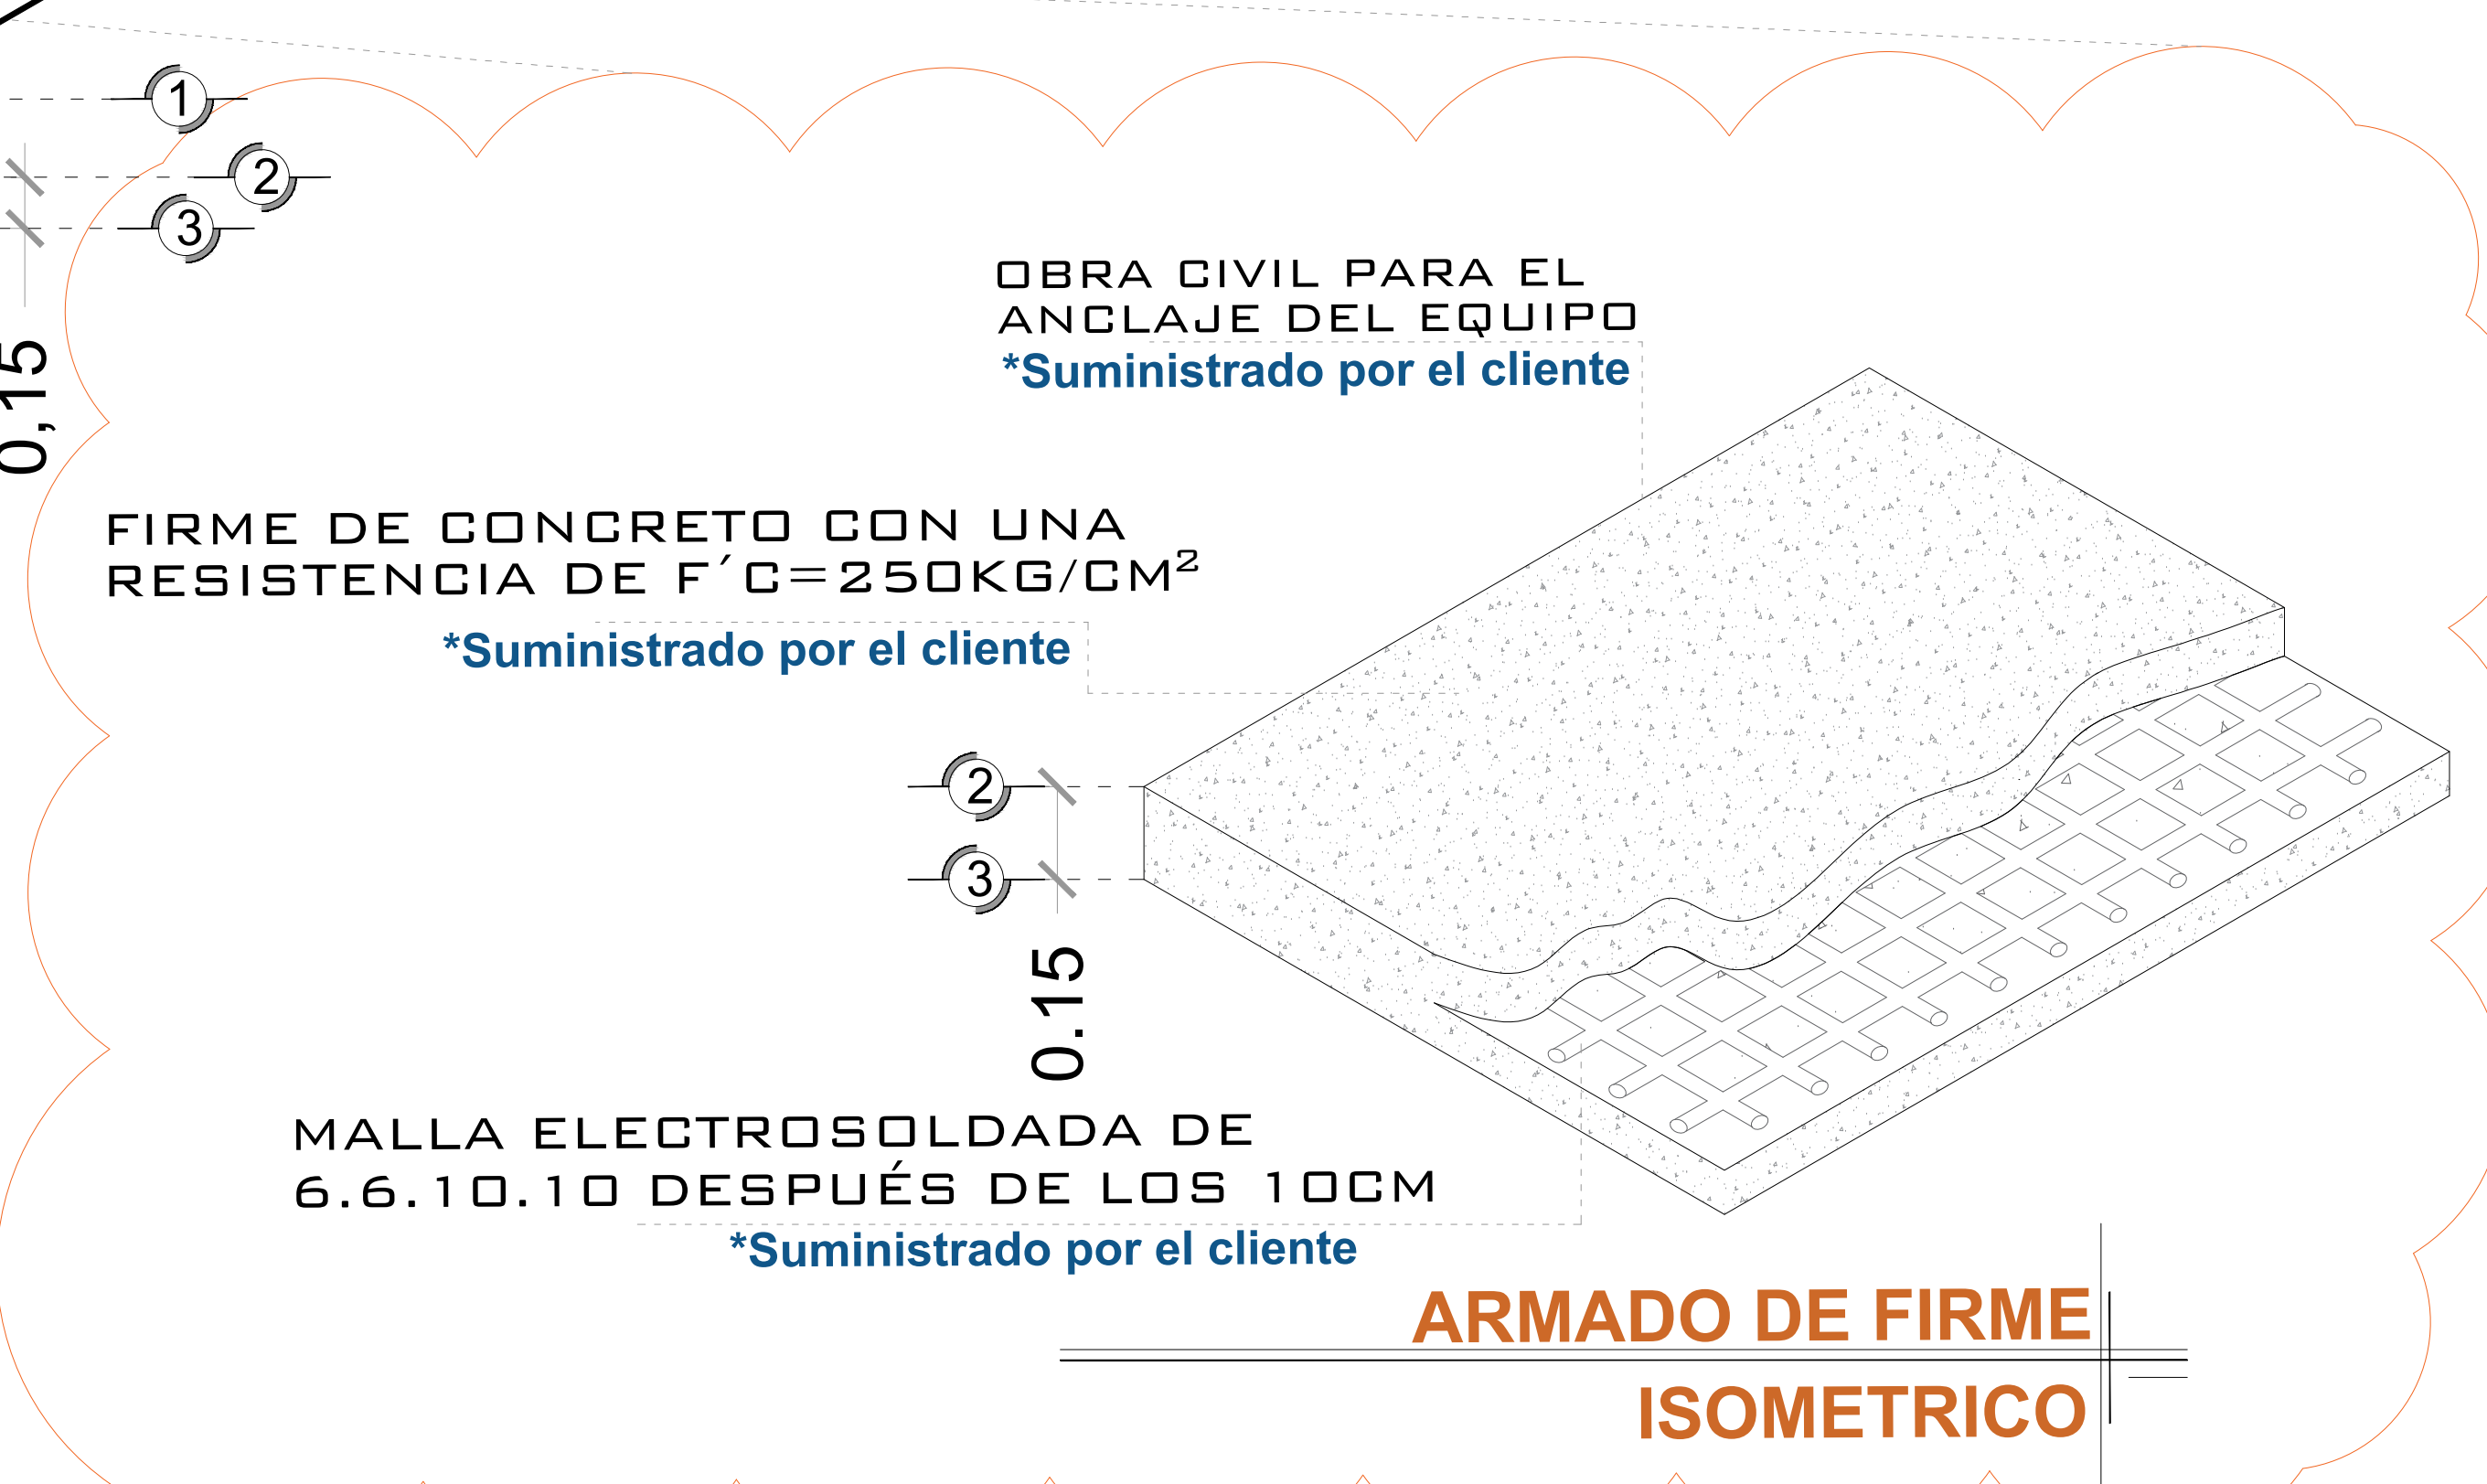 1
2
3
0,15
OBRA CIVIL PARA EL
ANCLAJE DEL EQUIPO
*Suministrado por el cliente
FIRME DE CONCRETO CON UNA
RESISTENCIA DE F´C=250KG/CM²
*Suministrado por el cliente
2
3
0.15
MALLA ELECTROSOLDADA DE
6.6.10.10 DESPUÉS DE LOS 10CM
*Suministrado por el cliente
ARMADO DE FIRME
ISOMETRICO